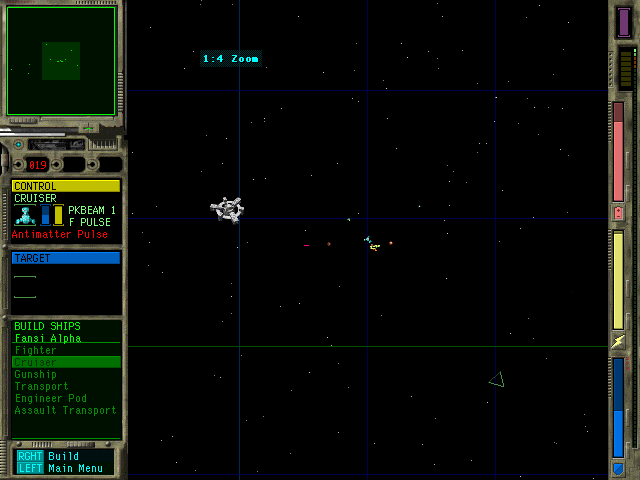 1:4 Zoom
019
CONTROL
CRUISER
PKBEAM 1
F PULSE
Antimatter Pulse
TARGET
BUILD SHIPS
Fansi Alpha
Fighter
Cruiser
Gunship
Transport
Engineer Pod
Assault Transport
RGHT Build
LEFT Main Menu